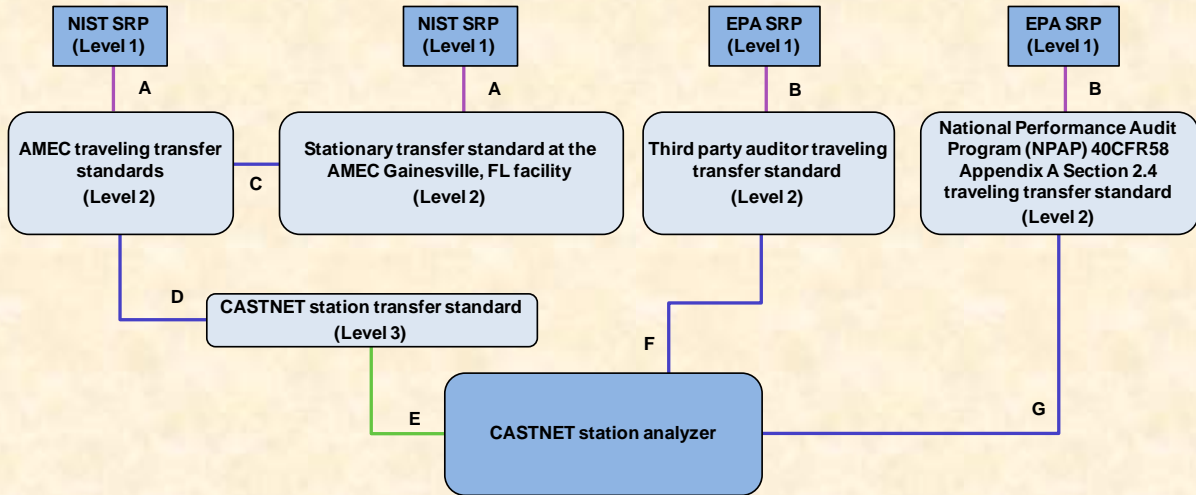 NIST SRP
(Level 1)
NIST SRP
(Level 1)
EPA SRP
(Level 1)
EPA SRP
(Level 1)
A
A
B
B
AMEC traveling transfer
standards
(Level 2)
C
Stationary transfer standard at the
AMEC Gainesville, FL facility
(Level 2)
Third party auditor traveling
transfer standard
(Level 2)
National Performance Audit
Program (NPAP) 40CFR58
Appendix A Section 2.4
traveling transfer standard
(Level 2)
D
CASTNET station transfer standard
(Level 3)
F
E
CASTNET station analyzer
G